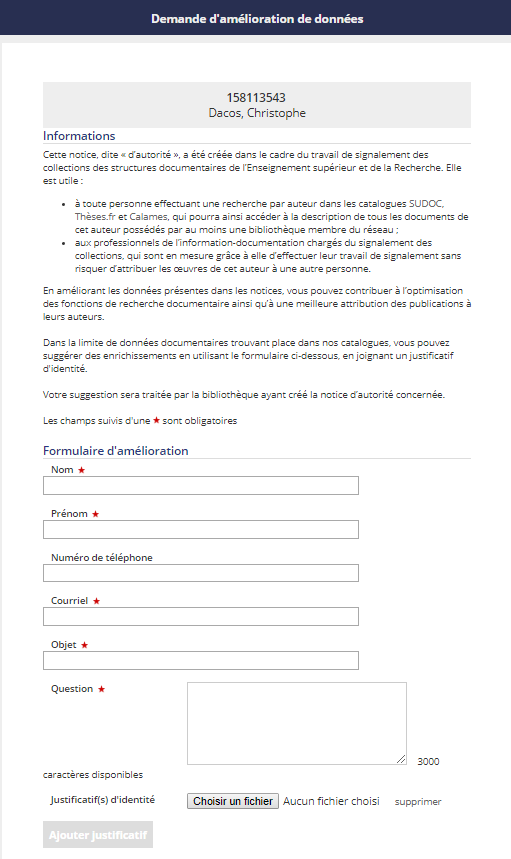 Demande d'amélioration de données
158113543
Dacos, Christophe
Informations
Cette notice, dite « d'autorité », a été créée dans le cadre du travail de signalement des
collections des structures documentaires de l'Enseignement supérieur et de la Recherche. Elle
est utile :
• à toute personne effectuant une recherche par auteur dans les catalogues SUDOC,
Thèses.fr et Calames, qui pourra ainsi accéder à la description de tous les documents de
cet auteur possédés par au moins une bibliothèque membre du réseau ;
• aux professionnels de l'information-documentation chargés du signalement des
collections, qui sont en mesure grâce à elle d'effectuer leur travail de signalement sans
risquer d'attribuer les œuvres de cet auteur à une autre personne.
En améliorant les données présentes dans les notices, vous pouvez contribuer à l'optimisation
des fonctions de recherche documentaire ainsi qu'à une meilleure attribution des publications à
leurs auteurs.
Dans la limite de données documentaires trouvant place dans nos catalogues, vous pouvez
suggérer des enrichissements en utilisant le formulaire ci-dessous, en joignant un justificatif
d'identité.
Votre suggestion sera traitée par la bibliothèque ayant créé la notice d'autorité concernée.
Les champs suivis d'une ★ sont obligatoires
Formulaire d'amélioration
Nom ★
Prénom ★
Numéro de téléphone
Courriel ★
Objet ★
Question ★
3000
caractères disponibles
Justificatif(s) d'identité Choisir un fichier Aucun fichier choisi supprimer
Ajouter justificatif